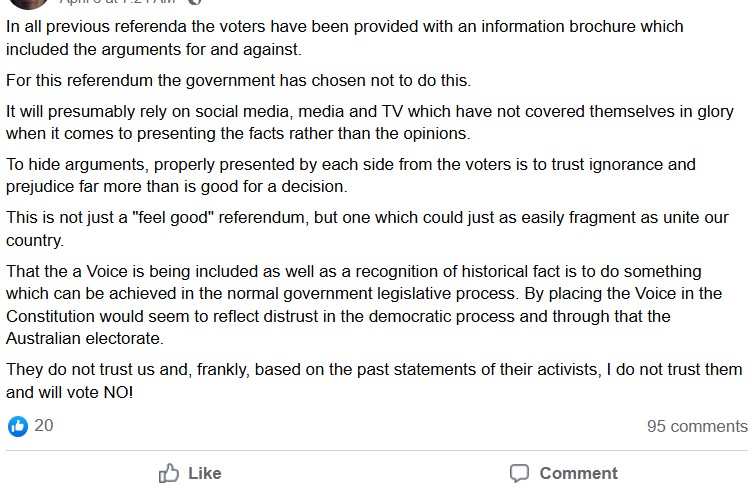 April 6 at 7:21 AM
In all previous referenda the voters have been provided with an information brochure which
included the arguments for and against.
For this referendum the government has chosen not to do this.
It will presumably rely on social media, media and TV which have not covered themselves in glory
when it comes to presenting the facts rather than the opinions.
To hide arguments, properly presented by each side from the voters is to trust ignorance and
prejudice far more than is good for a decision.
This is not just a "feel good" referendum, but one which could just as easily fragment as unite our
country.
That the a Voice is being included as well as a recognition of historical fact is to do something
which can be achieved in the normal government legislative process. By placing the Voice in the
Constitution would seem to reflect distrust in the democratic process and through that the
Australian electorate.
They do not trust us and, frankly, based on the past statements of their activists, I do not trust them
and will vote NO!
20
95 comments
Like
Comment